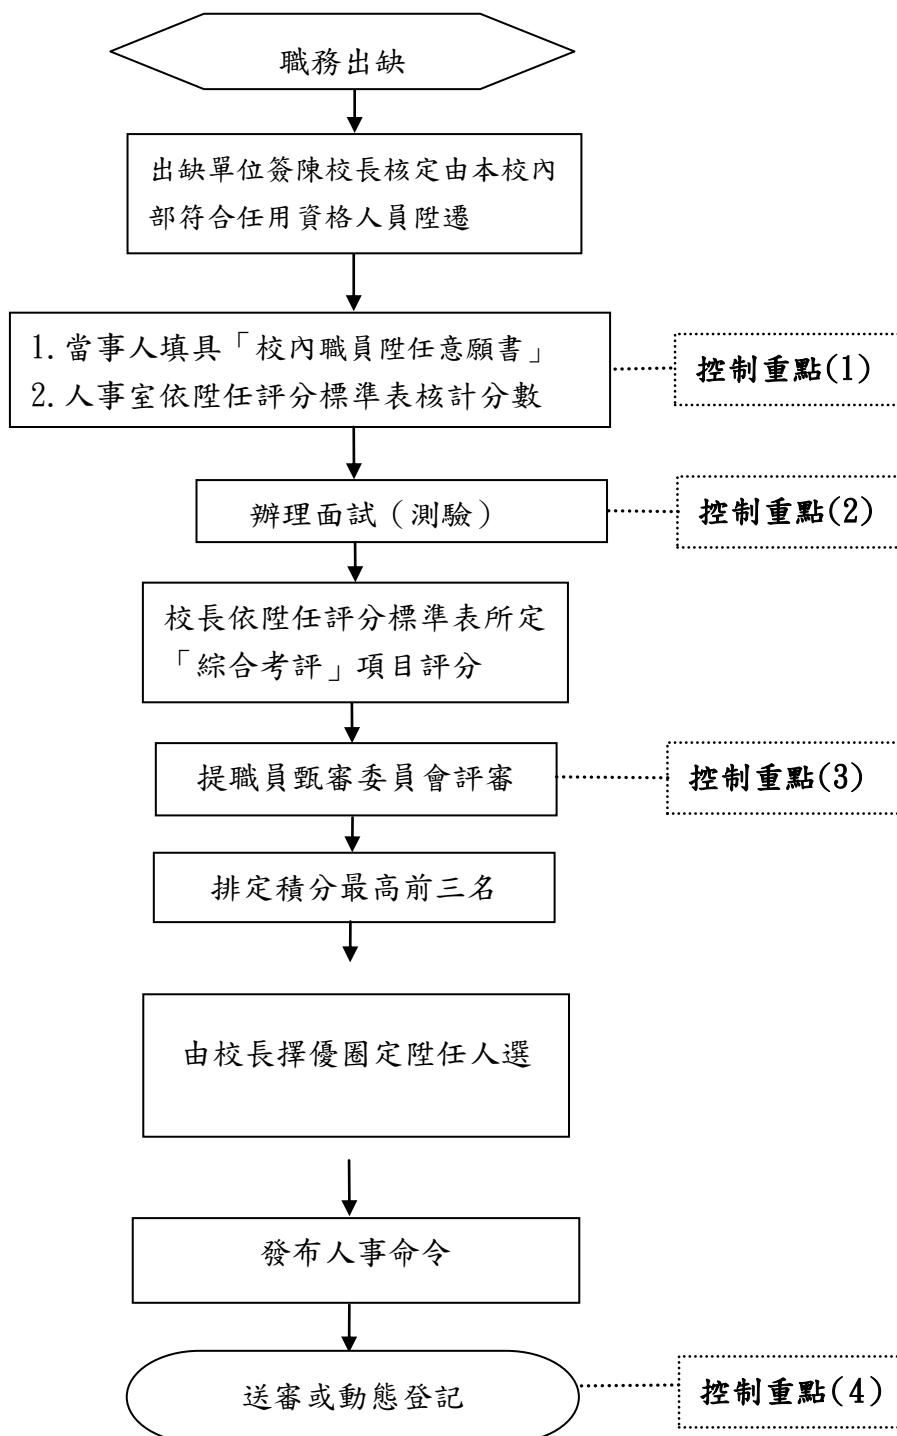 職務出缺
出缺單位簽陳校長核定由本校內
部符合任用資格人員陞遷
1.當事人填具「校內職員陞任意願書」
2.人事室依陞任評分標準表核計分數
控制重點(1)
辦理面試（測驗）
控制重點(2)
校長依陞任評分標準表所定
「綜合考評」項目評分
提職員甄審委員會評審
控制重點(3)
排定積分最高前三名
由校長擇優圈定陞任人選
發布人事命令
送審或動態登記
控制重點(4)